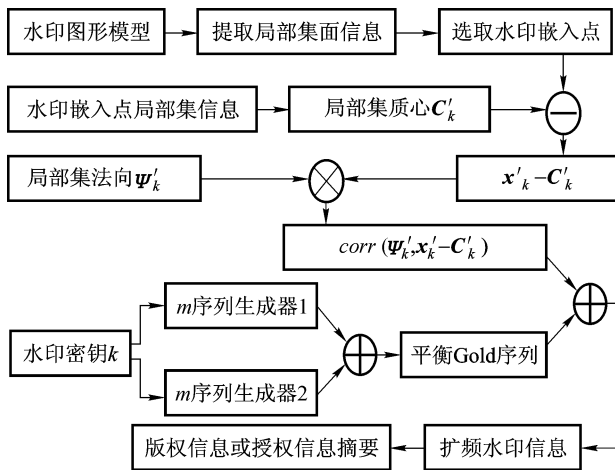 水印图形模型
提取局部集面信息
选取水印嵌入点
水印嵌入点局部集信息
局部集质心C′k
局部集法向Ψ′k
x′k−C′k
corr (Ψ′k,x′k−C′k)
m序列生成器1
水印密钥k
平衡Gold序列
m序列生成器2
版权信息或授权信息摘要
扩频水印信息